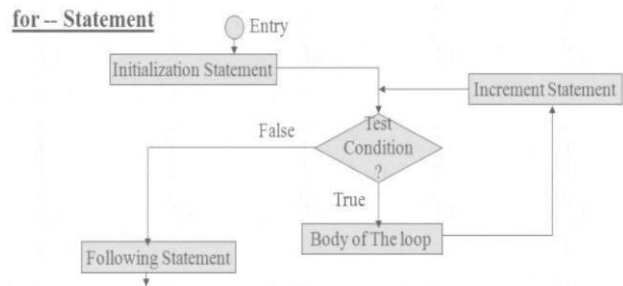 for -- Statement
Entry
Initialization Statement
Increment Statement
Test
Condition
?
False
True
Body of The loop
Following Statement